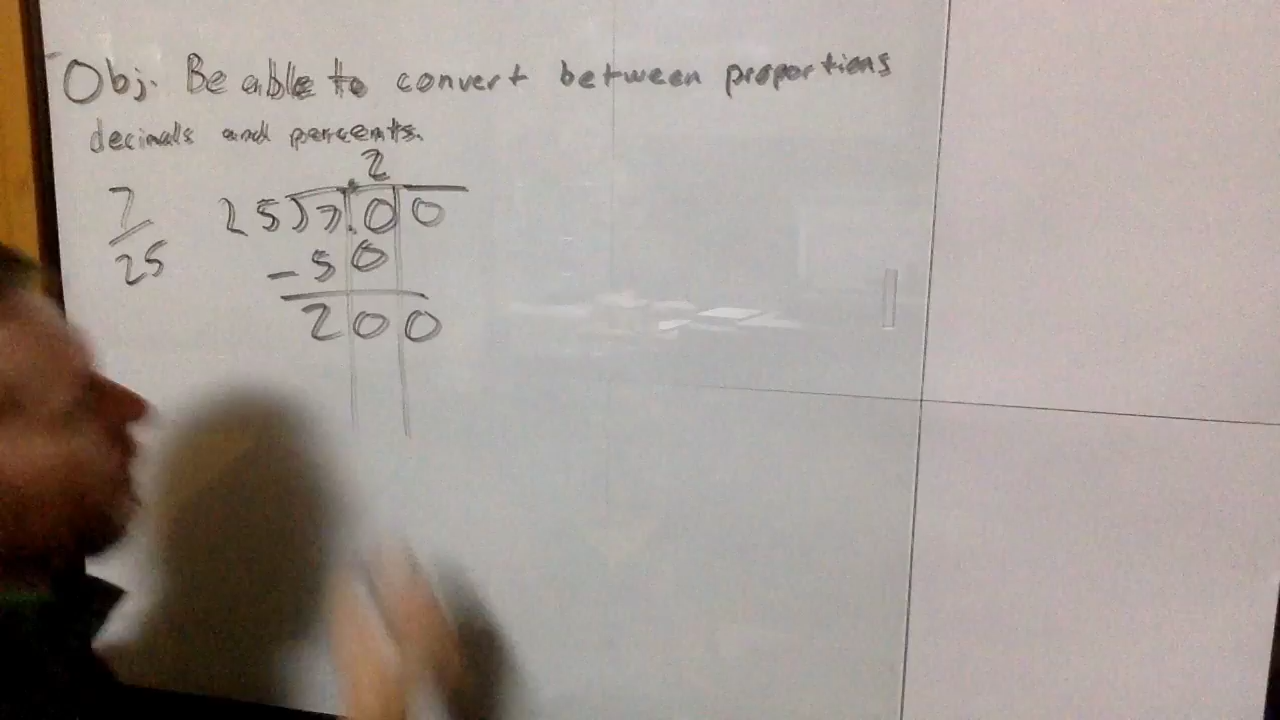 Obj. Be able to convert between proportions
decimals and percents.
.2
7/25 25)7.00
- 50
200